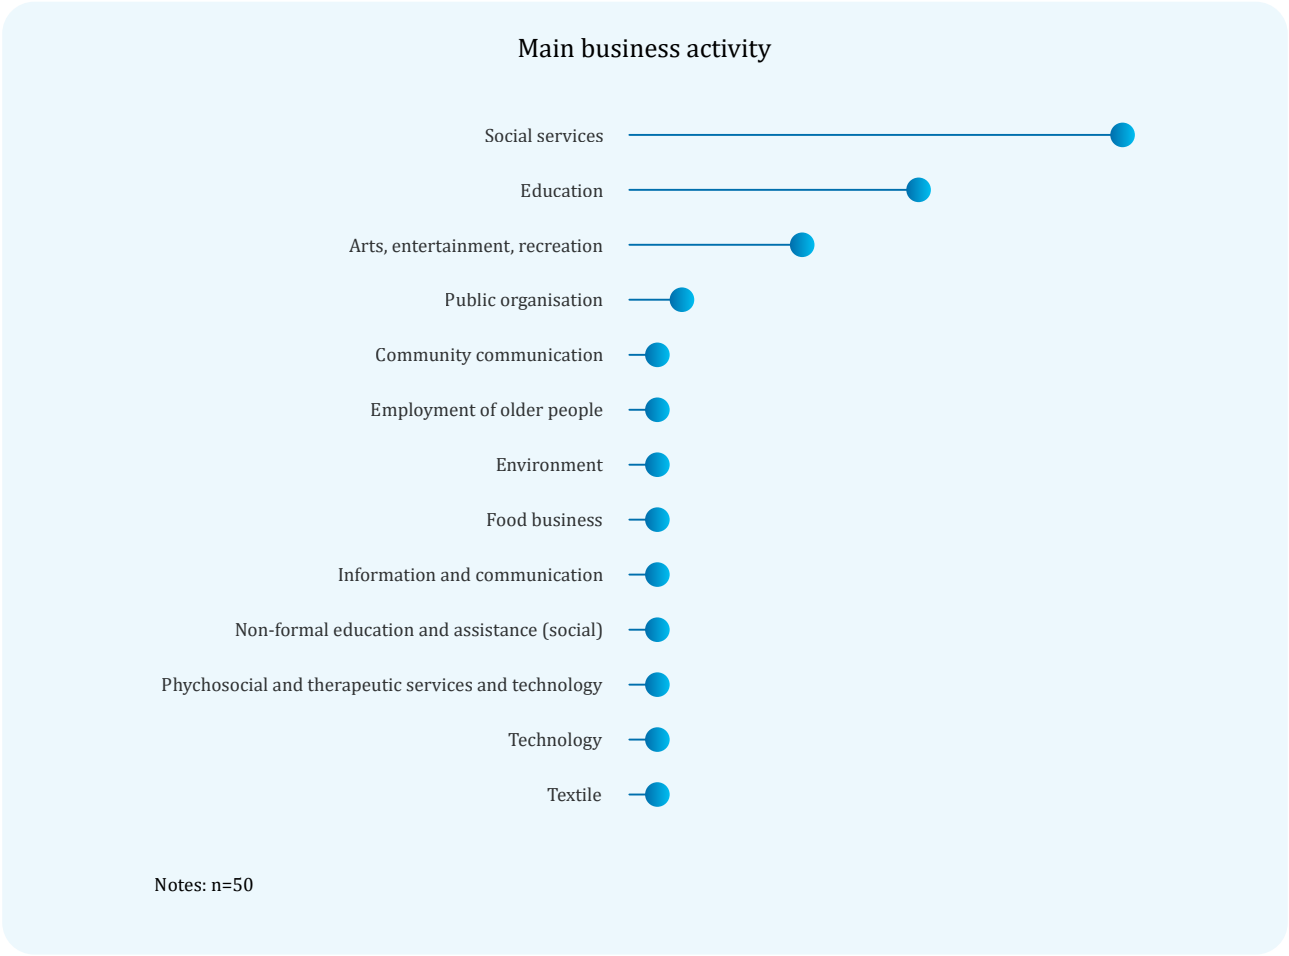 Main business activity
Social services
Education
Arts, entertainment, recreation
Public organisation
Community communication
Employment of older people
Environment
Food business
Information and communication
Non-formal education and assistance (social)
Phychosocial and therapeutic services and technology
Technology
Textile
Notes: n=50